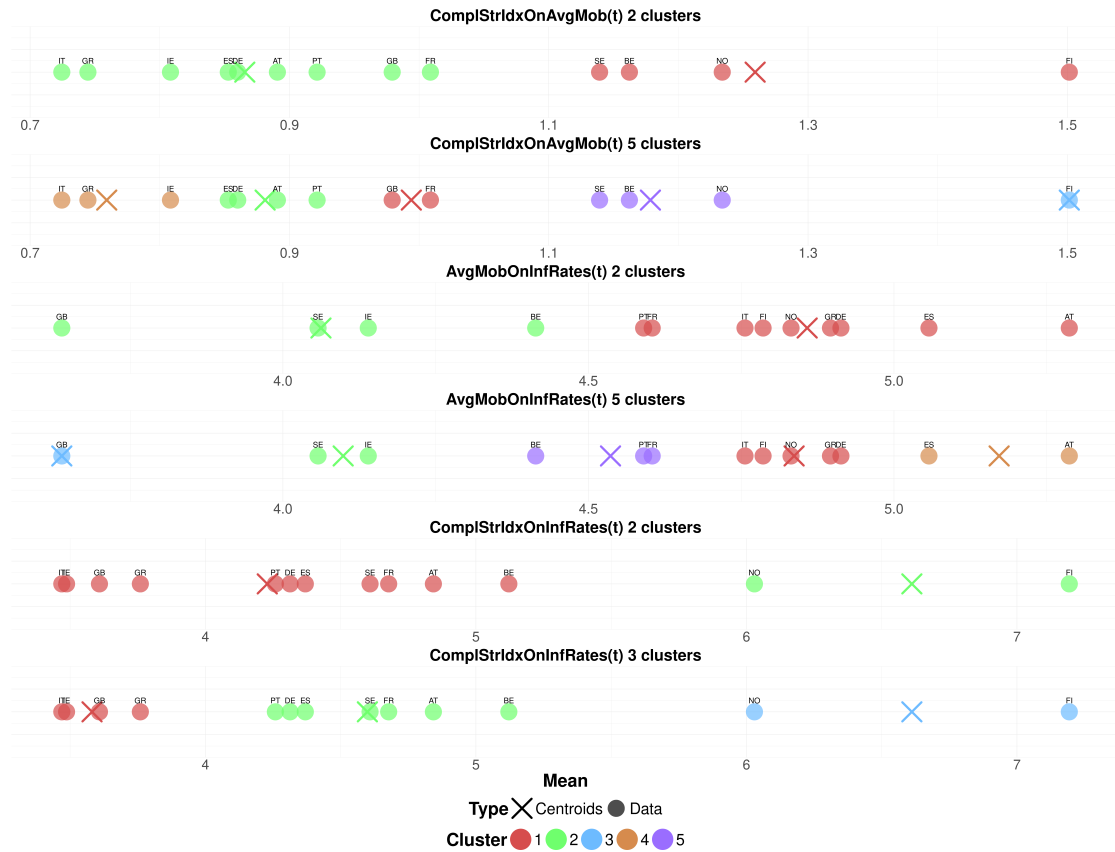 ComplStrIdxOnAvgMob(t) 2 clusters
IT GR IE ES DE AT PT GB FR SE BE NO FI
0.7 0.9 1.1 1.3 1.5
ComplStrIdxOnAvgMob(t) 5 clusters
IT GR IE ES DE AT PT GB FR SE BE NO FI
0.7 0.9 1.1 1.3 1.5
AvgMobOnInfRates(t) 2 clusters
GB SE IE BE PT FR IT FI NO GR DE ES AT
4.0 4.5 5.0
AvgMobOnInfRates(t) 5 clusters
GB SE IE BE PT FR IT FI NO GR DE ES AT
4.0 4.5 5.0
ComplStrIdxOnInfRates(t) 2 clusters
IT IE GB GR PT DE ES SE FR AT BE NO FI
4 5 6 7
ComplStrIdxOnInfRates(t) 3 clusters
IT IE GB GR PT DE ES SE FR AT BE NO FI
4 5 6 7
Mean
Type Centroids Data
Cluster 1 2 3 4 5